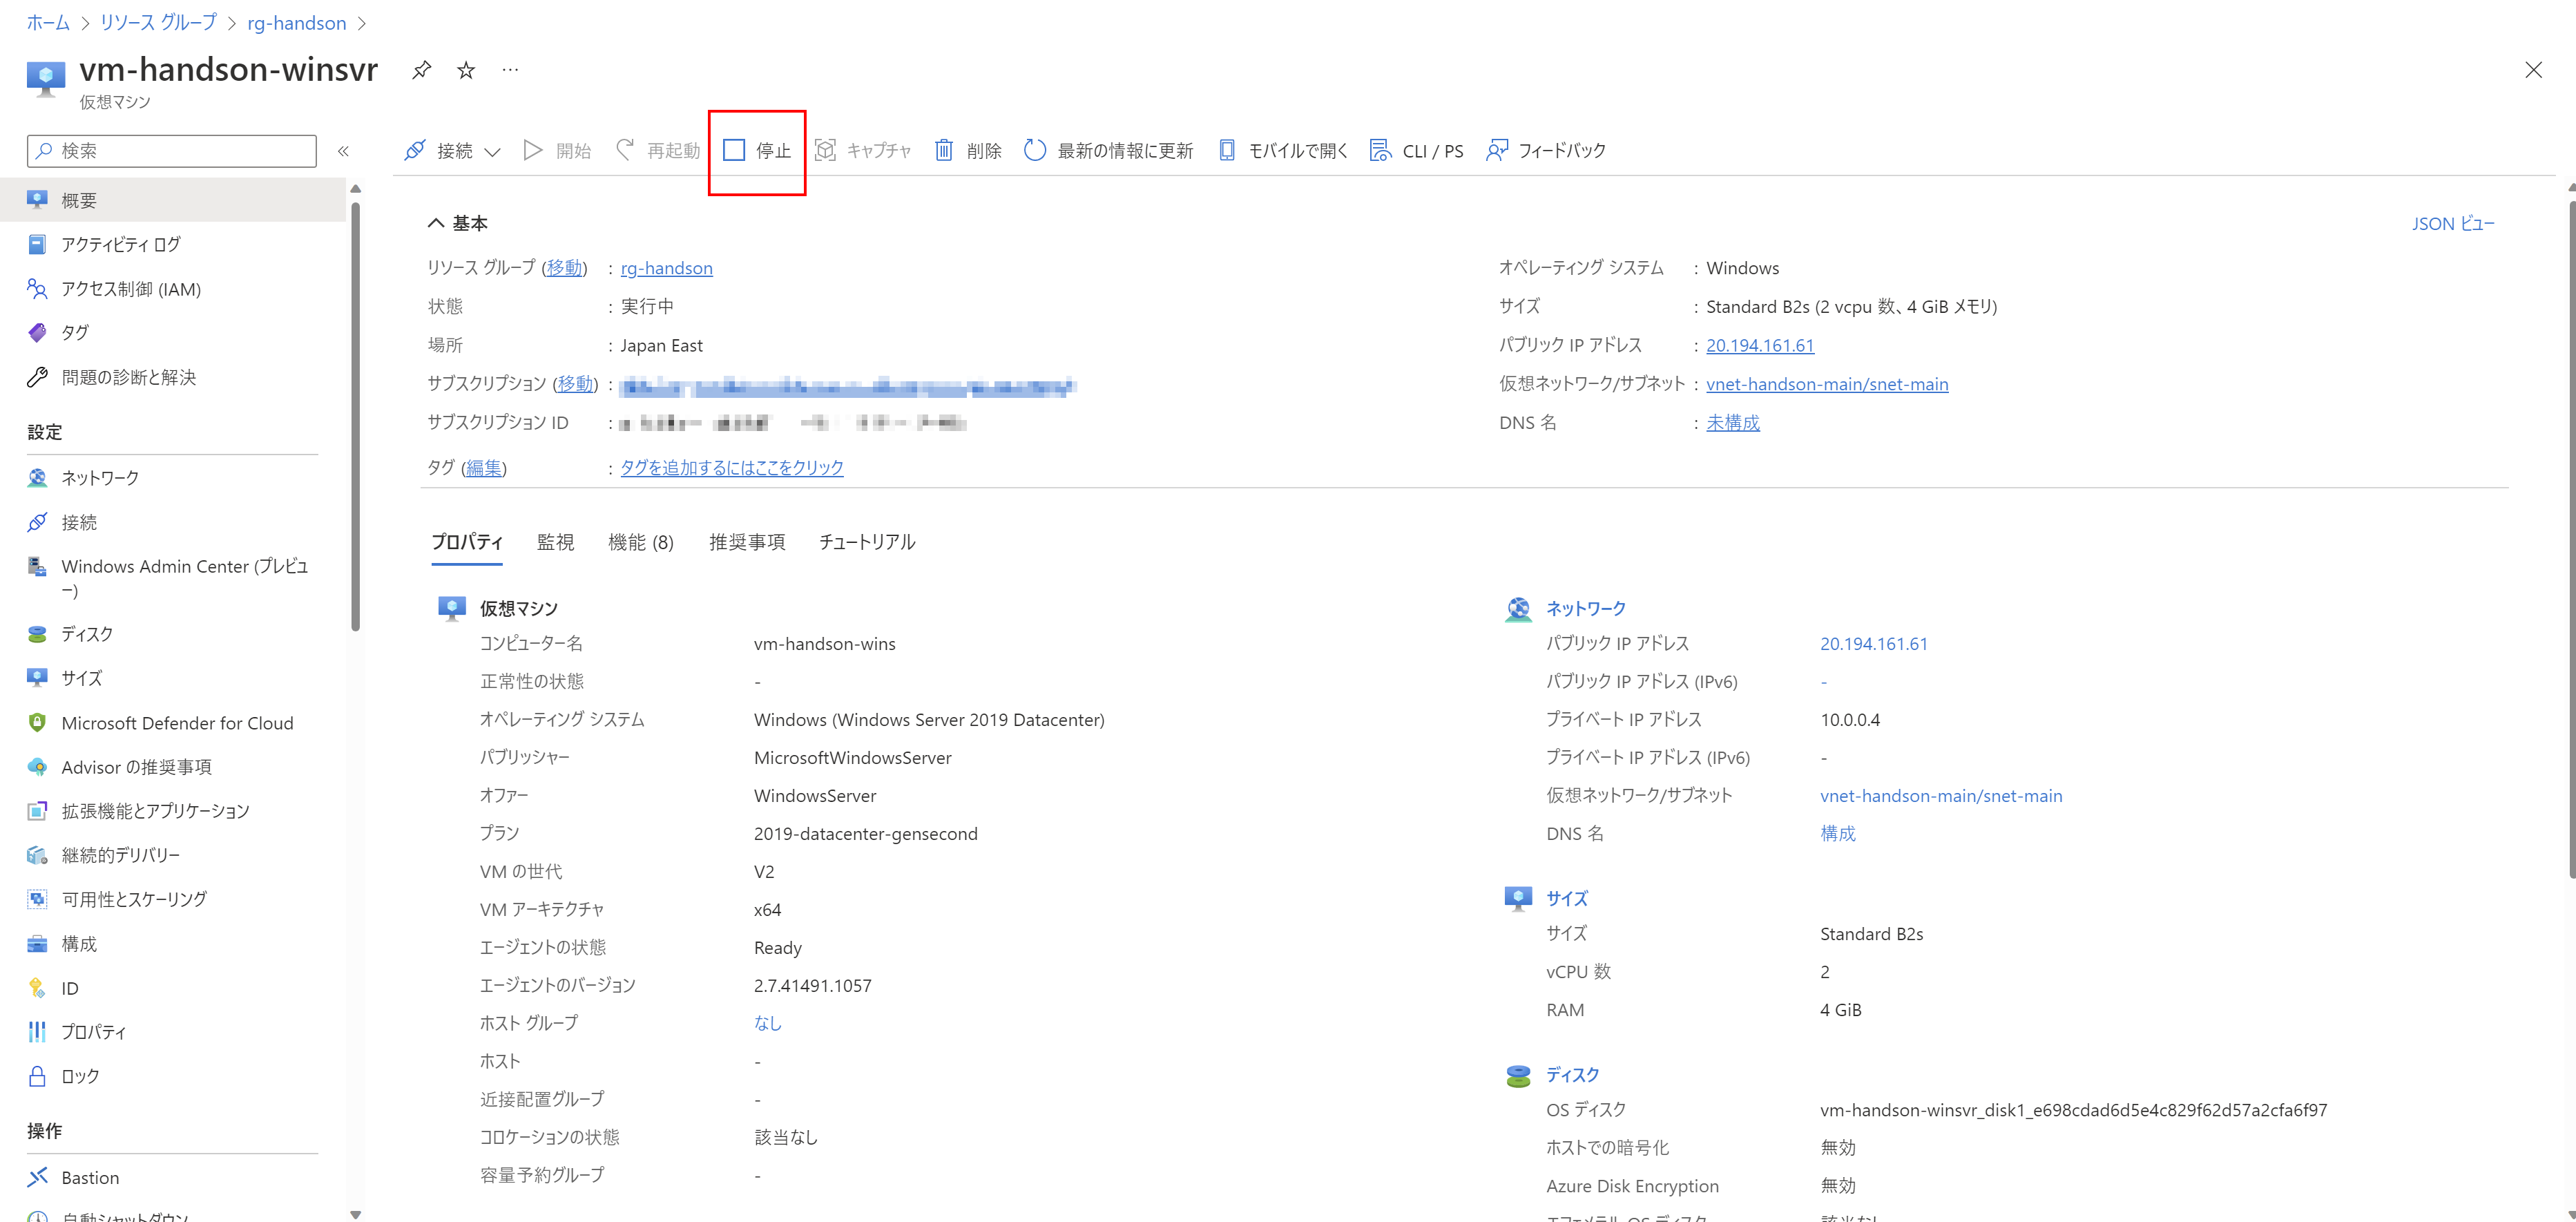 ホーム > リソース グループ > rg-handson >
vm-handson-winsvr
仮想マシン
検索
接続
開始
再起動
停止
キャプチャ
削除
最新の情報に更新
モバイルで開く
CLI / PS
フィードバック
概要
アクティビティ ログ
アクセス制御 (IAM)
タグ
問題の診断と解決
設定
ネットワーク
接続
Windows Admin Center (プレビュ
ー)
ディスク
サイズ
Microsoft Defender for Cloud
Advisor の推奨事項
拡張機能とアプリケーション
継続的デリバリー
可用性とスケーリング
構成
ID
プロパティ
ロック
操作
Bastion
自動シャットダウン
基本
JSON ビュー
リソース グループ (移動) : rg-handson
状態 : 実行中
場所 : Japan East
サブスクリプション (移動) :
サブスクリプション ID :
タグ (編集) : タグを追加するにはここをクリック
オペレーティング システム : Windows
サイズ : Standard B2s (2 vcpu 数、4 GiB メモリ)
パブリック IP アドレス : 20.194.161.61
仮想ネットワーク/サブネット : vnet-handson-main/snet-main
DNS 名 : 未構成
プロパティ 監視 機能 (8) 推奨事項 チュートリアル
仮想マシン
コンピューター名 vm-handson-wins
正常性の状態 -
オペレーティング システム Windows (Windows Server 2019 Datacenter)
パブリッシャー MicrosoftWindowsServer
オファー WindowsServer
プラン 2019-datacenter-gensecond
VM の世代 V2
VM アーキテクチャ x64
エージェントの状態 Ready
エージェントのバージョン 2.7.41491.1057
ホスト グループ なし
ホスト -
近接配置グループ -
コロケーションの状態 該当なし
容量予約グループ -
ネットワーク
パブリック IP アドレス 20.194.161.61
パブリック IP アドレス (IPv6) -
プライベート IP アドレス 10.0.0.4
プライベート IP アドレス (IPv6) -
仮想ネットワーク/サブネット vnet-handson-main/snet-main
DNS 名 構成
サイズ
サイズ Standard B2s
vCPU 数 2
RAM 4 GiB
ディスク
OS ディスク vm-handson-winsvr_disk1_e698cdad6d5e4c829f62d57a2cfa6f97
ホストでの暗号化 無効
Azure Disk Encryption 無効
エフェメラル OS ディスク 該当なし